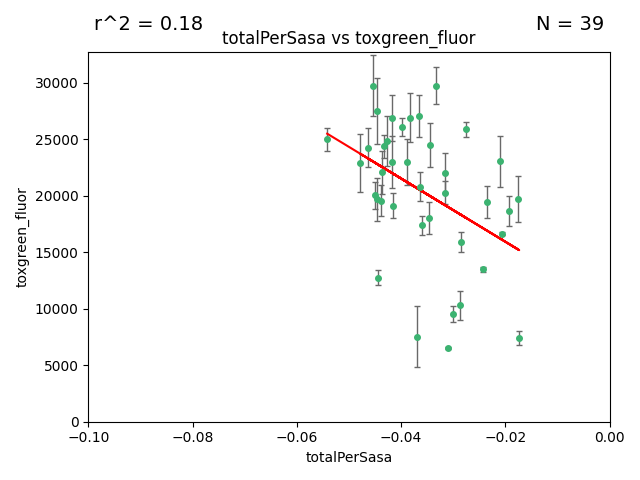 r^2 = 0.18
N = 39
totalPerSasa vs toxgreen_fluor
30000
25000
20000
15000
10000
5000
0
toxgreen_fluor
−0.10
−0.08
−0.06
−0.04
−0.02
0.00
totalPerSasa